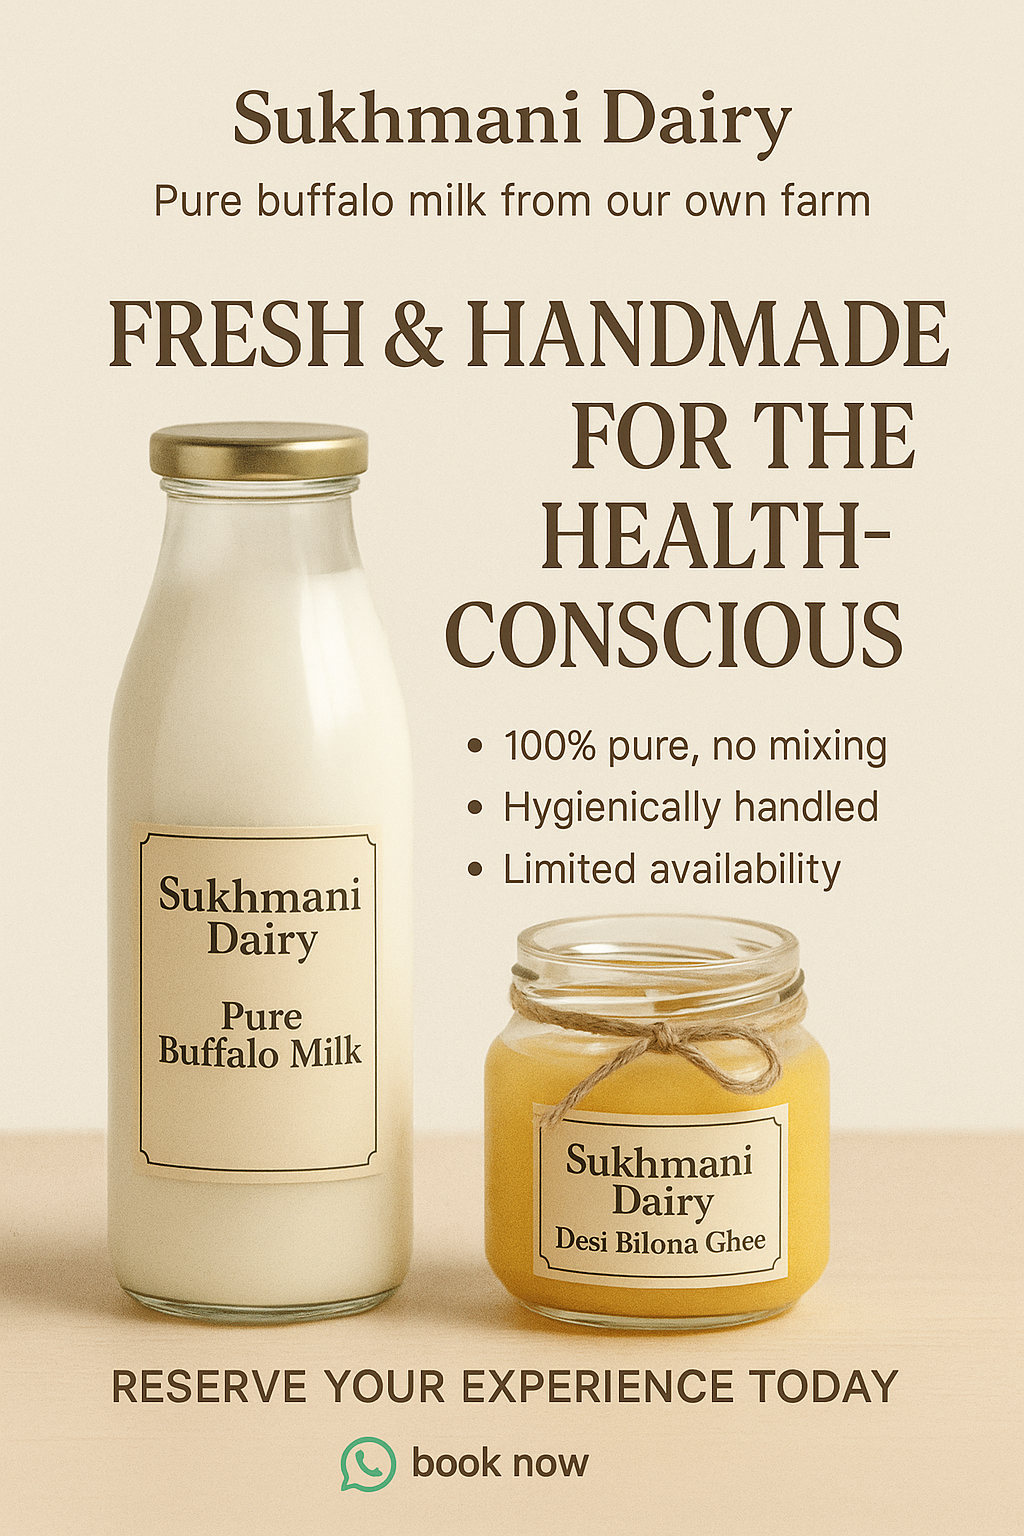 Sukhmani Dairy
Pure buffalo milk from our own farm
FRESH & HANDMADE
FOR THE
HEALTH-
CONSCIOUS
• 100% pure, no mixing
• Hygienically handled
• Limited availability
Sukhmani
Dairy
Pure
Buffalo Milk
Sukhmani
Dairy
Desi Bilona Ghee
RESERVE YOUR EXPERIENCE TODAY
book now